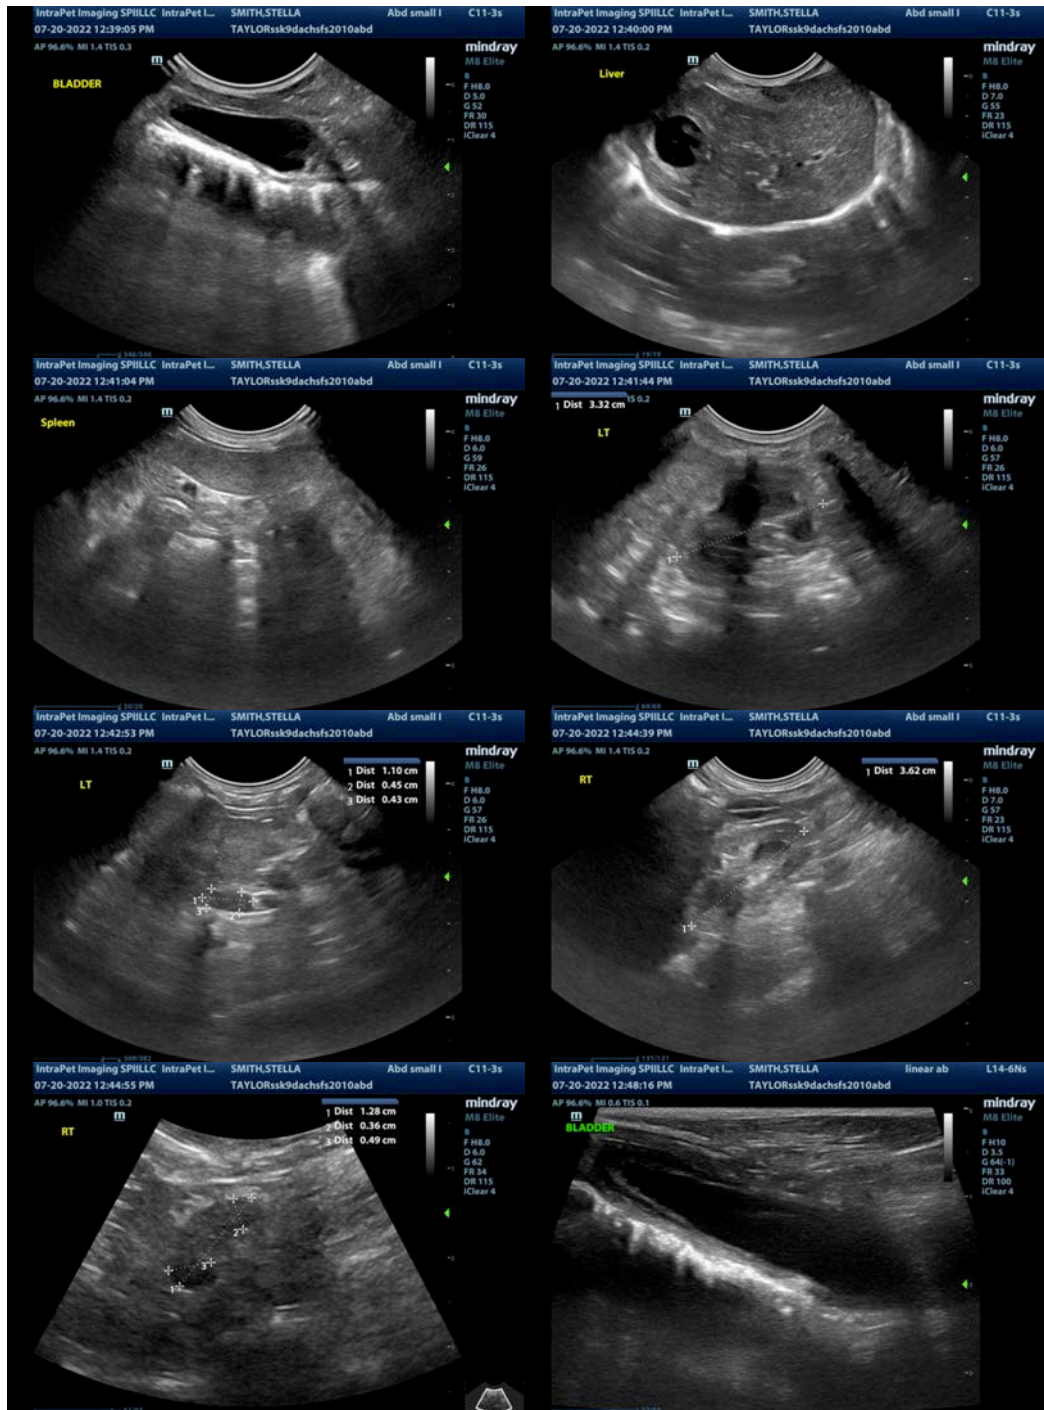 IntraPet Imaging SPIILLC IntraPet I... SMITH,STELLA Abd small I C11-3s
07-20-2022 12:39:05 PM TAYLORssk9dachsfs2010abd
AP 96.6% MI 1.4 TIS 0.3
mindray
M8 Elite
m
BLADDER
B
F H8.0
D 5.0
G 52
FR 30
DR 115
iClear 4
346/346
IntraPet Imaging SPIILLC IntraPet I... SMITH,STELLA Abd small I C11-3s
07-20-2022 12:40:00 PM TAYLORssk9dachsfs2010abd
AP 96.6% MI 1.4 TIS 0.2
mindray
M8 Elite
m
Liver
B
F H8.0
D 7.0
G 55
FR 23
DR 115
iClear 4
19/19
IntraPet Imaging SPIILLC IntraPet I... SMITH,STELLA Abd small I C11-3s
07-20-2022 12:41:04 PM TAYLORssk9dachsfs2010abd
AP 96.6% MI 1.4 TIS 0.2
mindray
M8 Elite
m
Spleen
B
F H8.0
D 6.0
G 59
FR 26
DR 115
iClear 4
20/20
IntraPet Imaging SPIILLC IntraPet I... SMITH,STELLA Abd small I C11-3s
07-20-2022 12:41:44 PM TAYLORssk9dachsfs2010abd
1 Dist 3.32 cm
mindray
M8 Elite
m
LT
B
F H8.0
D 6.0
G 57
FR 26
DR 115
iClear 4
1
69/69
IntraPet Imaging SPIILLC IntraPet I... SMITH,STELLA Abd small I C11-3s
07-20-2022 12:42:53 PM TAYLORssk9dachsfs2010abd
AP 96.6% MI 1.4 TIS 0.2
mindray
M8 Elite
m
1 Dist 1.10 cm
2 Dist 0.45 cm
3 Dist 0.43 cm
LT
B
F H8.0
D 6.0
G 57
FR 26
DR 115
iClear 4
1
3
2
IntraPet Imaging SPIILLC IntraPet I... SMITH,STELLA Abd small I C11-3s
07-20-2022 12:44:39 PM TAYLORssk9dachsfs2010abd
AP 96.6% MI 1.4 TIS 0.2
mindray
M8 Elite
m
1 Dist 3.62 cm
RT
B
F H8.0
D 7.0
G 57
FR 23
DR 115
iClear 4
1
131/131
IntraPet Imaging SPIILLC IntraPet I... SMITH,STELLA Abd small I C11-3s
07-20-2022 12:44:55 PM TAYLORssk9dachsfs2010abd
AP 96.6% MI 1.0 TIS 0.2
mindray
M8 Elite
m
1 Dist 1.28 cm
2 Dist 0.36 cm
3 Dist 0.49 cm
RT
B
F H8.0
D 6.0
G 62
FR 34
DR 115
iClear 4
2
3
1
IntraPet Imaging SPIILLC IntraPet I... SMITH,STELLA linear ab L14-6Ns
07-20-2022 12:48:16 PM TAYLORssk9dachsfs2010abd
AP 96.6% MI 0.6 TIS 0.1
mindray
M8 Elite
m
BLADDER
B
F H10
D 3.5
G 64(-1)
FR 33
DR 100
iClear 4